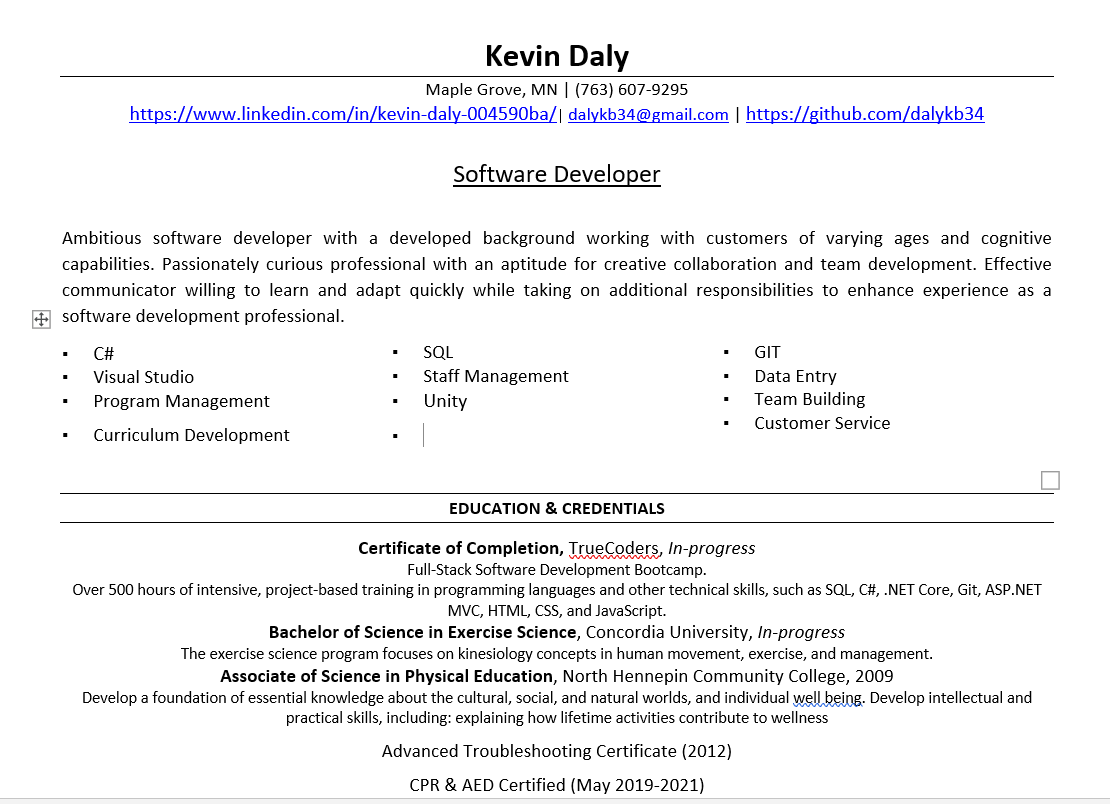 Kevin Daly
Maple Grove, MN | (763) 607-9295
https://www.linkedin.com/in/kevin-daly-004590ba/| dalykb34@gmail.com | https://github.com/dalykb34
Software Developer
Ambitious software developer with a developed background working with customers of varying ages and cognitive
capabilities. Passionately curious professional with an aptitude for creative collaboration and team development. Effective
communicator willing to learn and adapt quickly while taking on additional responsibilities to enhance experience as a
software development professional.
▪ C#
▪ Visual Studio
▪ Program Management
▪ Curriculum Development
▪ SQL
▪ Staff Management
▪ Unity
▪
▪ GIT
▪ Data Entry
▪ Team Building
▪ Customer Service
EDUCATION & CREDENTIALS
Certificate of Completion, TrueCoders, In-progress
Full-Stack Software Development Bootcamp.
Over 500 hours of intensive, project-based training in programming languages and other technical skills, such as SQL, C#, .NET Core, Git, ASP.NET
MVC, HTML, CSS, and JavaScript.
Bachelor of Science in Exercise Science, Concordia University, In-progress
The exercise science program focuses on kinesiology concepts in human movement, exercise, and management.
Associate of Science in Physical Education, North Hennepin Community College, 2009
Develop a foundation of essential knowledge about the cultural, social, and natural worlds, and individual well being. Develop intellectual and
practical skills, including: explaining how lifetime activities contribute to wellness
Advanced Troubleshooting Certificate (2012)
CPR & AED Certified (May 2019-2021)